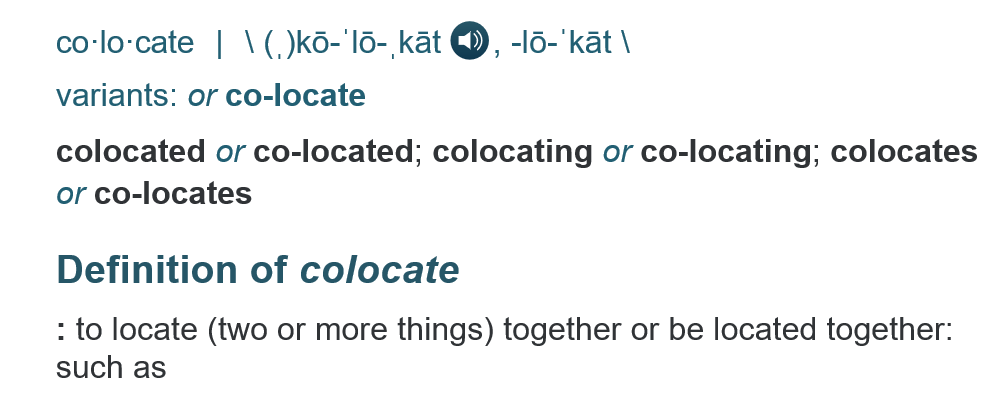 co·lo·cate | \ (ˌ)kō-ˈlō-ˌkāt , -lō-ˈkāt \
variants: or co-locate
colocated or co-located; colocating or co-locating; colocates
or co-locates
Definition of colocate
: to locate (two or more things) together or be located together:
such as